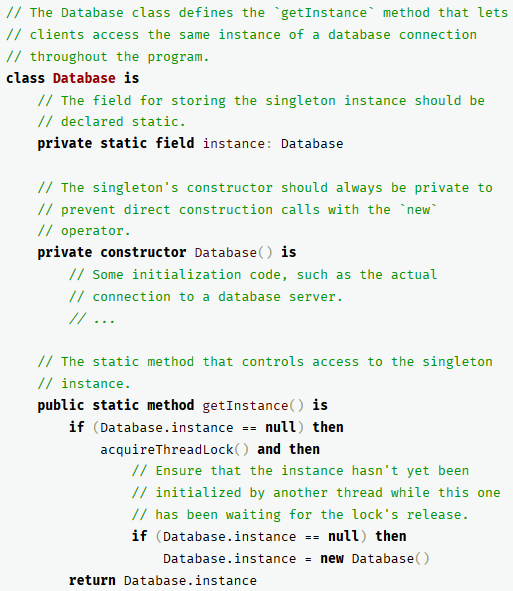 // The Database class defines the `getInstance` method that lets
// clients access the same instance of a database connection
// throughout the program.
class Database is
    // The field for storing the singleton instance should be
    // declared static.
    private static field instance: Database

    // The singleton's constructor should always be private to
    // prevent direct construction calls with the `new`
    // operator.
    private constructor Database() is
        // Some initialization code, such as the actual
        // connection to a database server.
        // ...

    // The static method that controls access to the singleton
    // instance.
    public static method getInstance() is
        if (Database.instance == null) then
            acquireThreadLock() and then
                // Ensure that the instance hasn't yet been
                // initialized by another thread while this one
                // has been waiting for the lock's release.
                if (Database.instance == null) then
                    Database.instance = new Database()
        return Database.instance